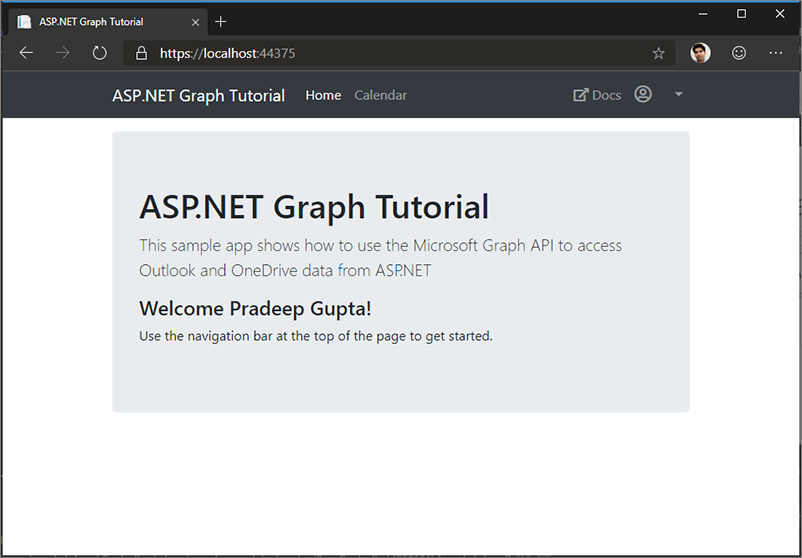 ASP.NET Graph Tutorial
https://localhost:44375
ASP.NET Graph Tutorial Home Calendar Docs
ASP.NET Graph Tutorial
This sample app shows how to use the Microsoft Graph API to access
Outlook and OneDrive data from ASP.NET
Welcome Pradeep Gupta!
Use the navigation bar at the top of the page to get started.